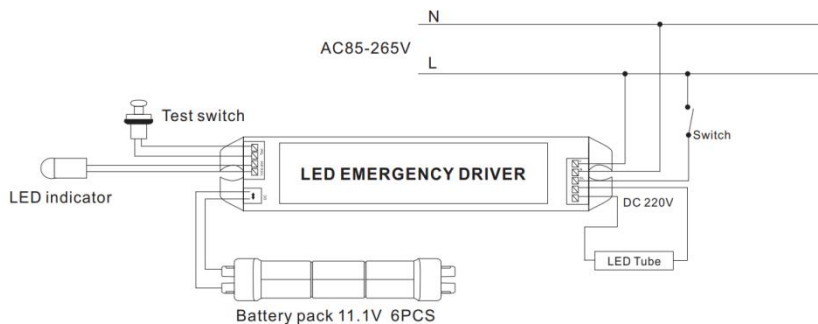 N
AC85-265V
L
Test switch
Switch
LED EMERGENCY DRIVER
LED indicator
DC 220V
LED Tube
Battery pack 11.1V 6PCS